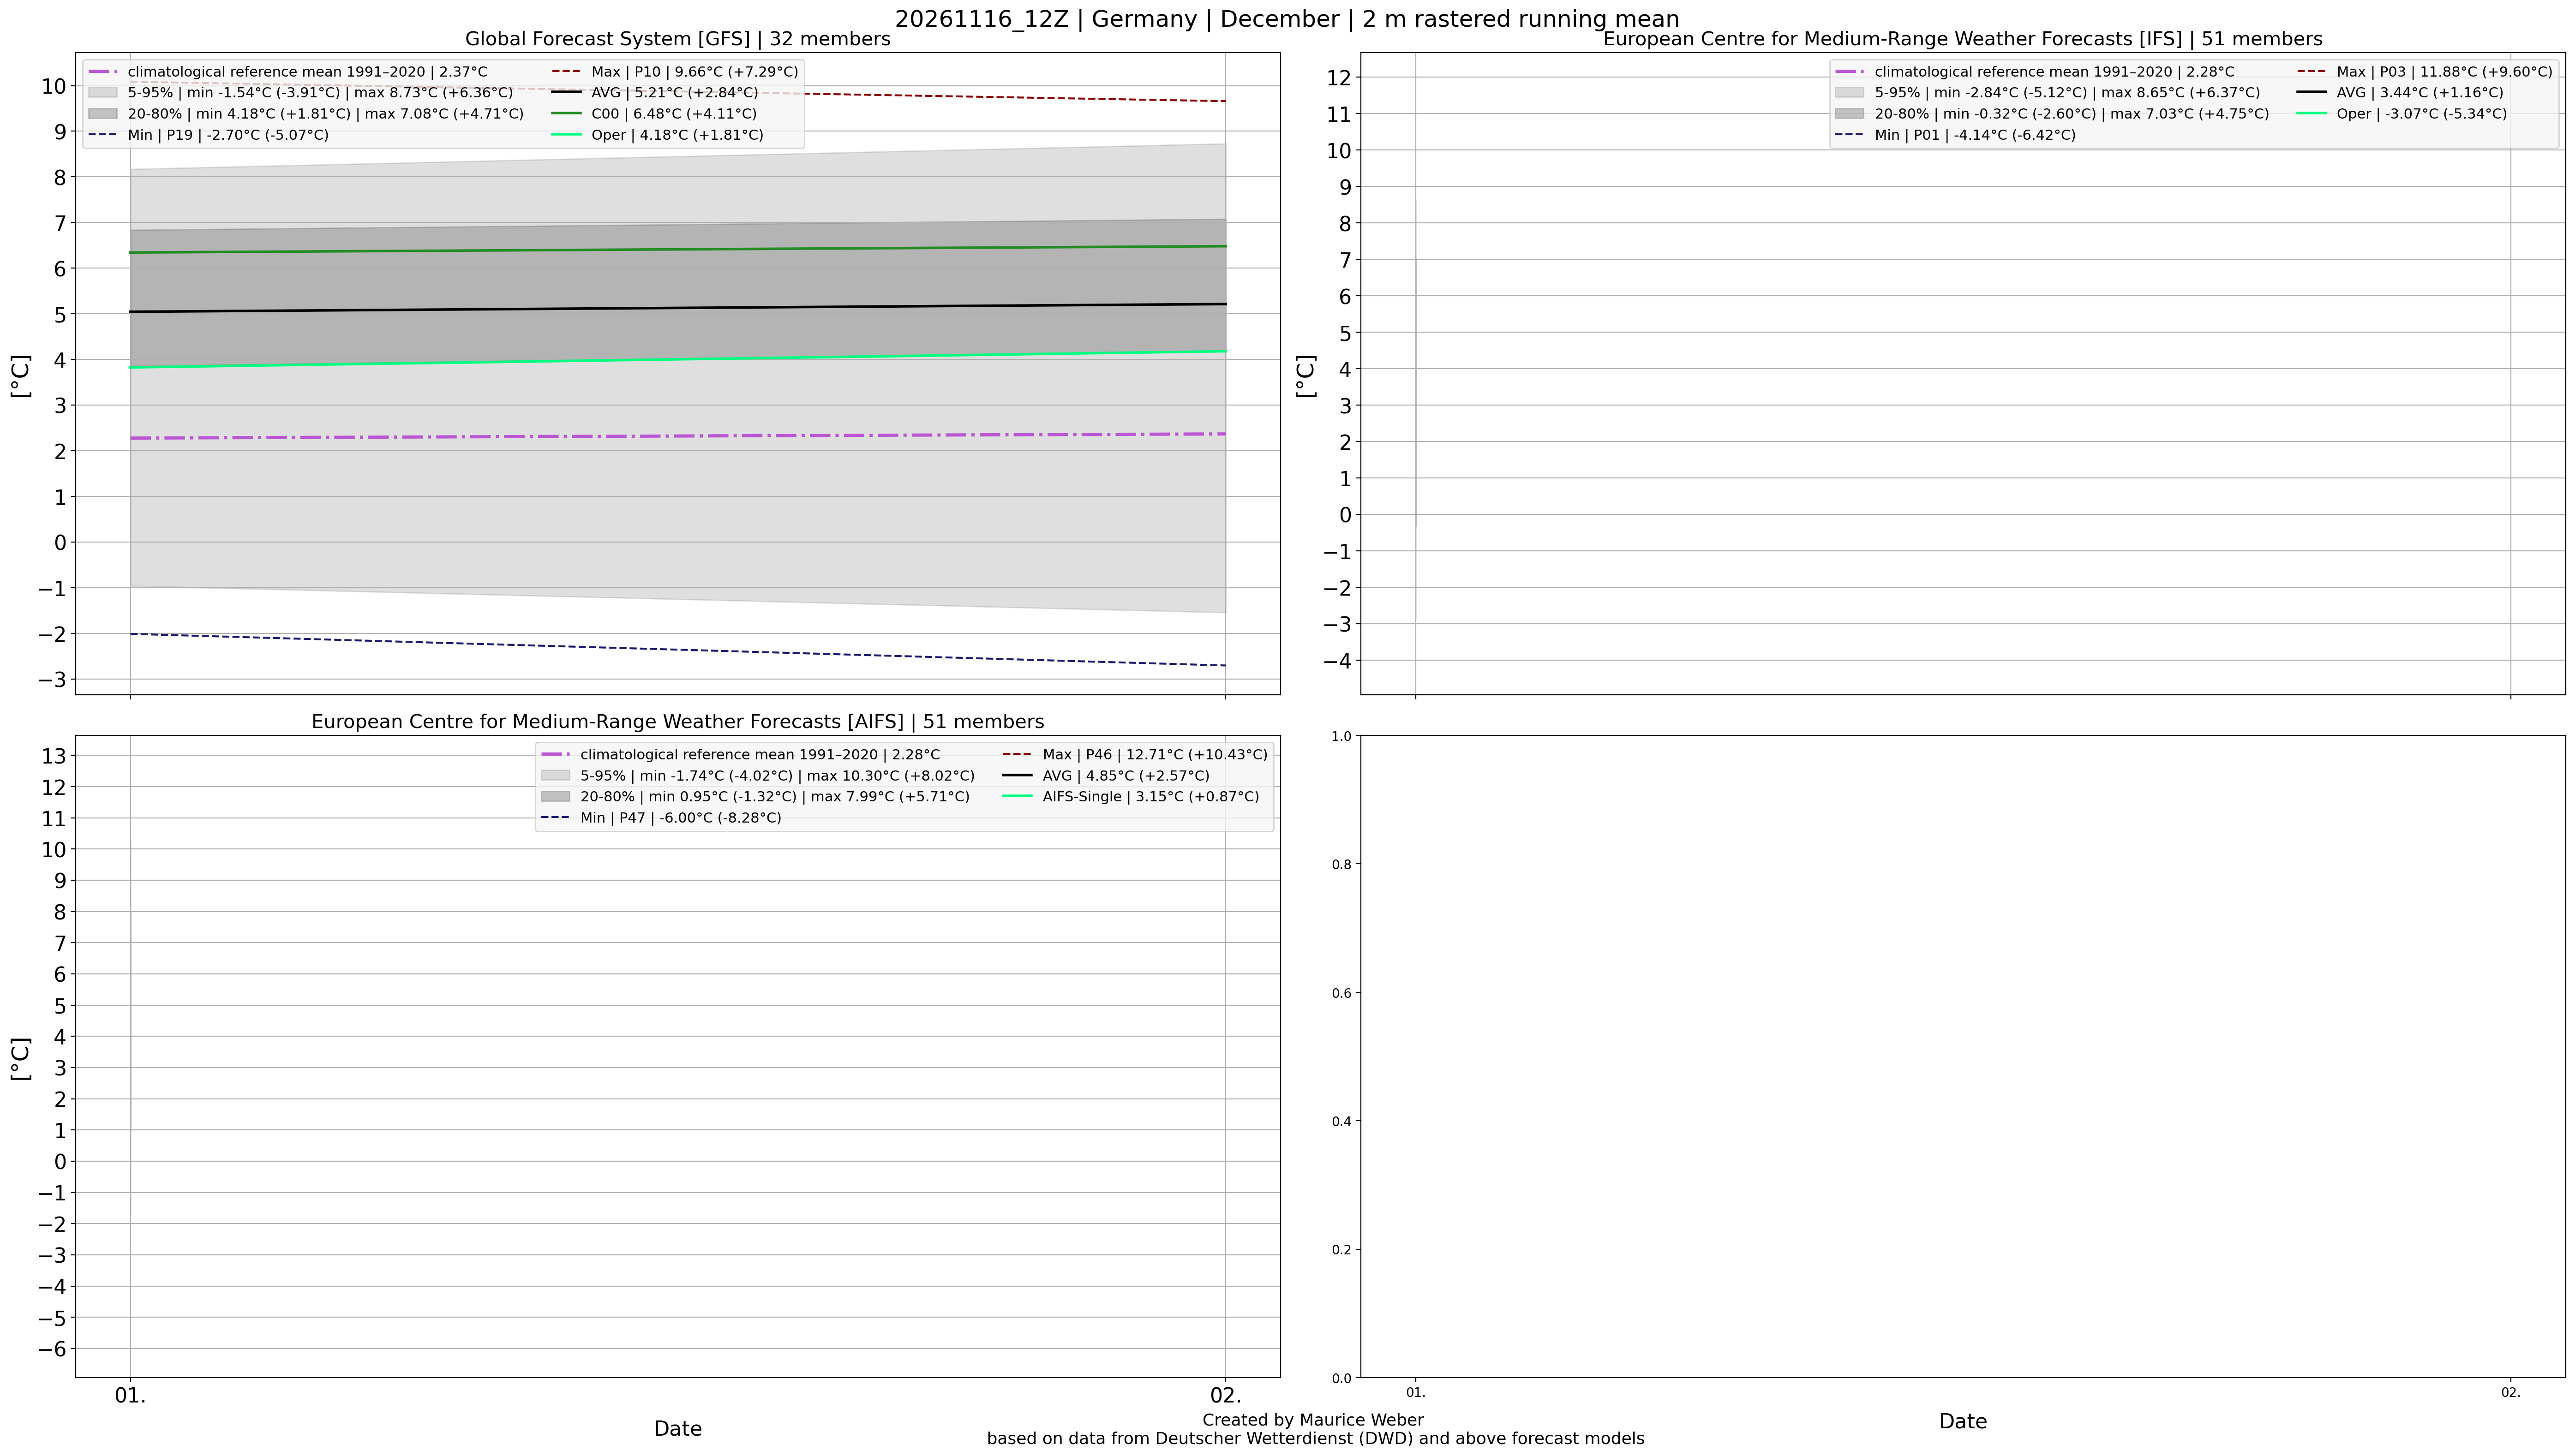 20261116_12Z | Germany | December | 2 m rastered running mean
Global Forecast System [GFS] | 32 members
climatological reference mean 1991–2020 | 2.37°C
5-95% | min -1.54°C (-3.91°C) | max 8.73°C (+6.36°C)
20-80% | min 4.18°C (+1.81°C) | max 7.08°C (+4.71°C)
Min | P19 | -2.70°C (-5.07°C)
Max | P10 | 9.66°C (+7.29°C)
AVG | 5.21°C (+2.84°C)
C00 | 6.48°C (+4.11°C)
Oper | 4.18°C (+1.81°C)
10
9
8
7
6
5
4
3
2
1
0
−1
−2
−3
[°C]
European Centre for Medium-Range Weather Forecasts [IFS] | 51 members
climatological reference mean 1991–2020 | 2.28°C
5-95% | min -2.84°C (-5.12°C) | max 8.65°C (+6.37°C)
20-80% | min -0.32°C (-2.60°C) | max 7.03°C (+4.75°C)
Min | P01 | -4.14°C (-6.42°C)
Max | P03 | 11.88°C (+9.60°C)
AVG | 3.44°C (+1.16°C)
Oper | -3.07°C (-5.34°C)
12
11
10
9
8
7
6
5
4
3
2
1
0
−1
−2
−3
−4
[°C]
European Centre for Medium-Range Weather Forecasts [AIFS] | 51 members
climatological reference mean 1991–2020 | 2.28°C
5-95% | min -1.74°C (-4.02°C) | max 10.30°C (+8.02°C)
20-80% | min 0.95°C (-1.32°C) | max 7.99°C (+5.71°C)
Min | P47 | -6.00°C (-8.28°C)
Max | P46 | 12.71°C (+10.43°C)
AVG | 4.85°C (+2.57°C)
AIFS-Single | 3.15°C (+0.87°C)
13
12
11
10
9
8
7
6
5
4
3
2
1
0
−1
−2
−3
−4
−5
−6
[°C]
01.
02.
Date
1.0
0.8
0.6
0.4
0.2
0.0
01.
02.
Date
Created by Maurice Weber
based on data from Deutscher Wetterdienst (DWD) and above forecast models